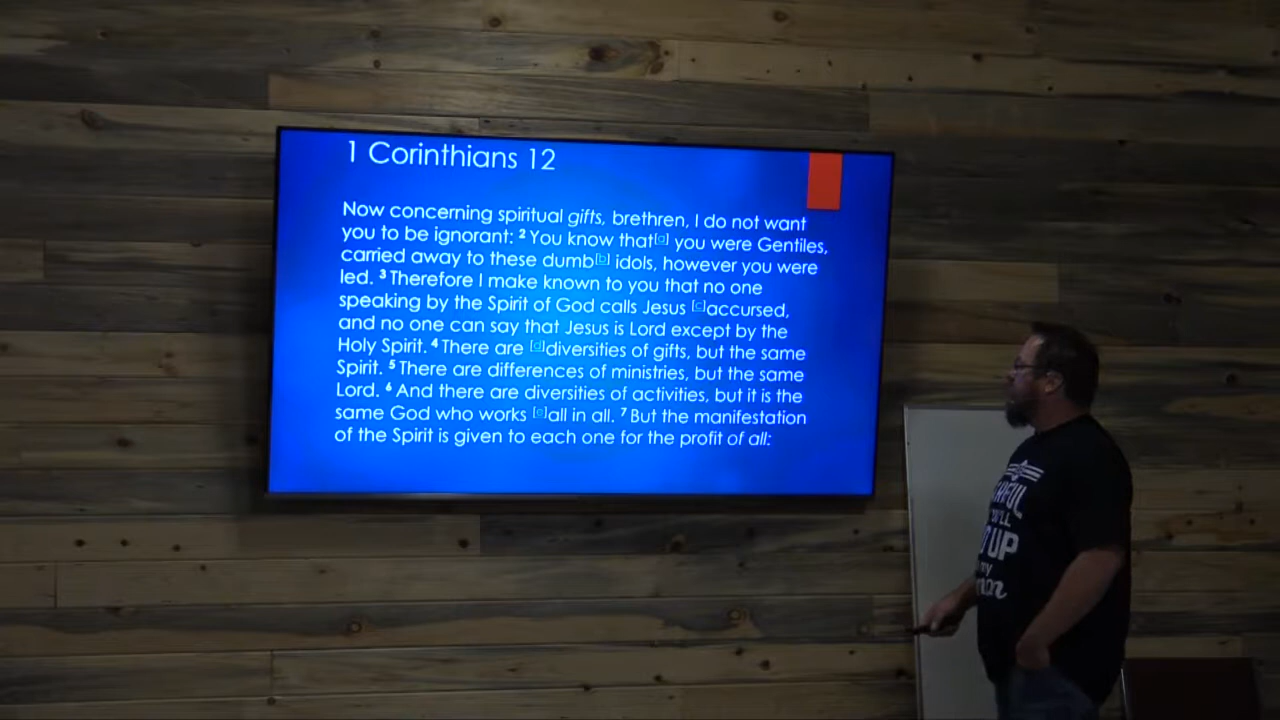 1 Corinthians 12
Now concerning spiritual gifts, brethren, I do not want
you to be ignorant: 2 You know that[a] you were Gentiles,
carried away to these dumb[b] idols, however you were
led. 3 Therefore I make known to you that no one
speaking by the Spirit of God calls Jesus [c]accursed,
and no one can say that Jesus is Lord except by the
Holy Spirit. 4 There are [d]diversities of gifts, but the same
Spirit. 5 There are differences of ministries, but the same
Lord. 6 And there are diversities of activities, but it is the
same God who works [e]all in all. 7 But the manifestation
of the Spirit is given to each one for the profit of all:
UP
my